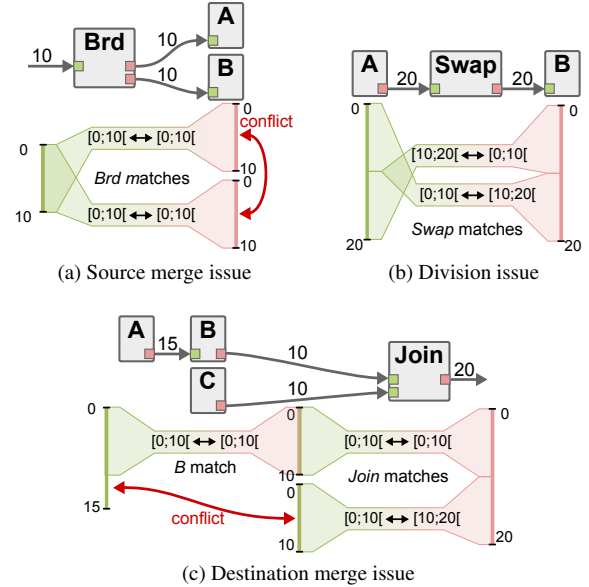 10
Brd
10
10
A
B
0
10
[0;10[ ↔ [0;10[
Brd matches
[0;10[ ↔ [0;10[
0
conflict
10
0
10
(a) Source merge issue
A
20
Swap
20
B
0
20
[10;20[ ↔ [0;10[
[0;10[ ↔ [10;20[
Swap matches
0
20
(b) Division issue
A
15
B
10
C
10
Join
20
0
15
[0;10[ ↔ [0;10[
B match
conflict
0
10
0
10
[0;10[ ↔ [0;10[
Join matches
[0;10[ ↔ [10;20[
0
20
(c) Destination merge issue